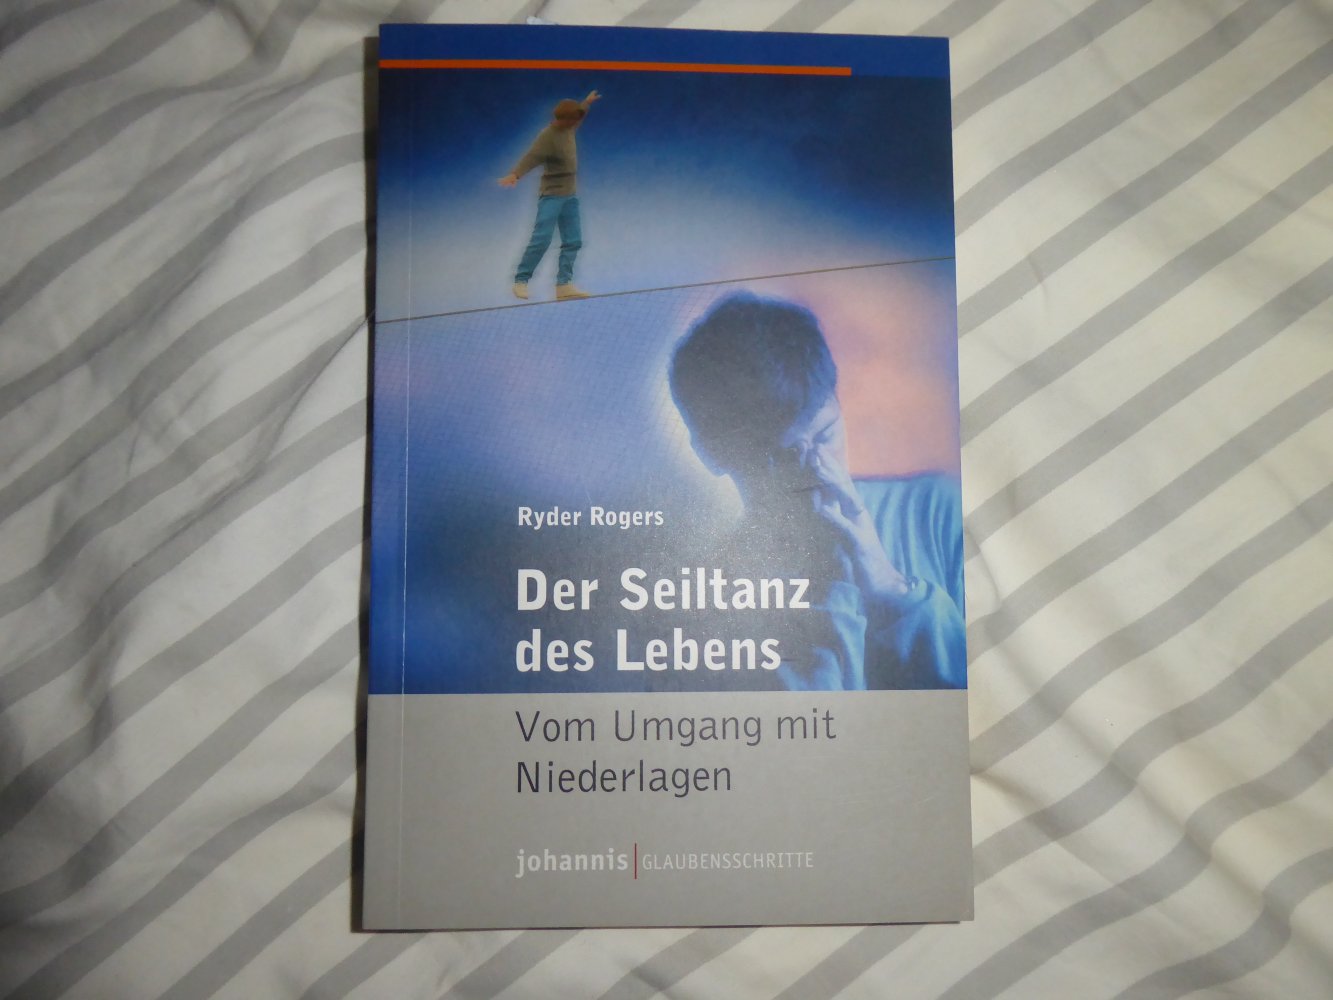 Ryder Rogers
Der Seiltanz
des Lebens
Vom Umgang mit
Niederlagen
johannis|GLAUBENSSCHRITTE